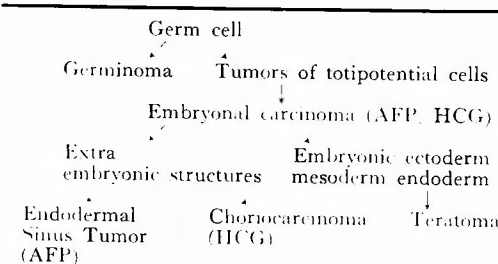 Germ cell
Germinoma Tumors of totipotential cells
Embryonal carcinoma (AFP, HCG)
Extra Embryonic ectoderm
embryonic structures mesoderm endoderm
Endodermal Choriocarcinoma Teratoma
Sinus Tumor (HCG)
(AFP)